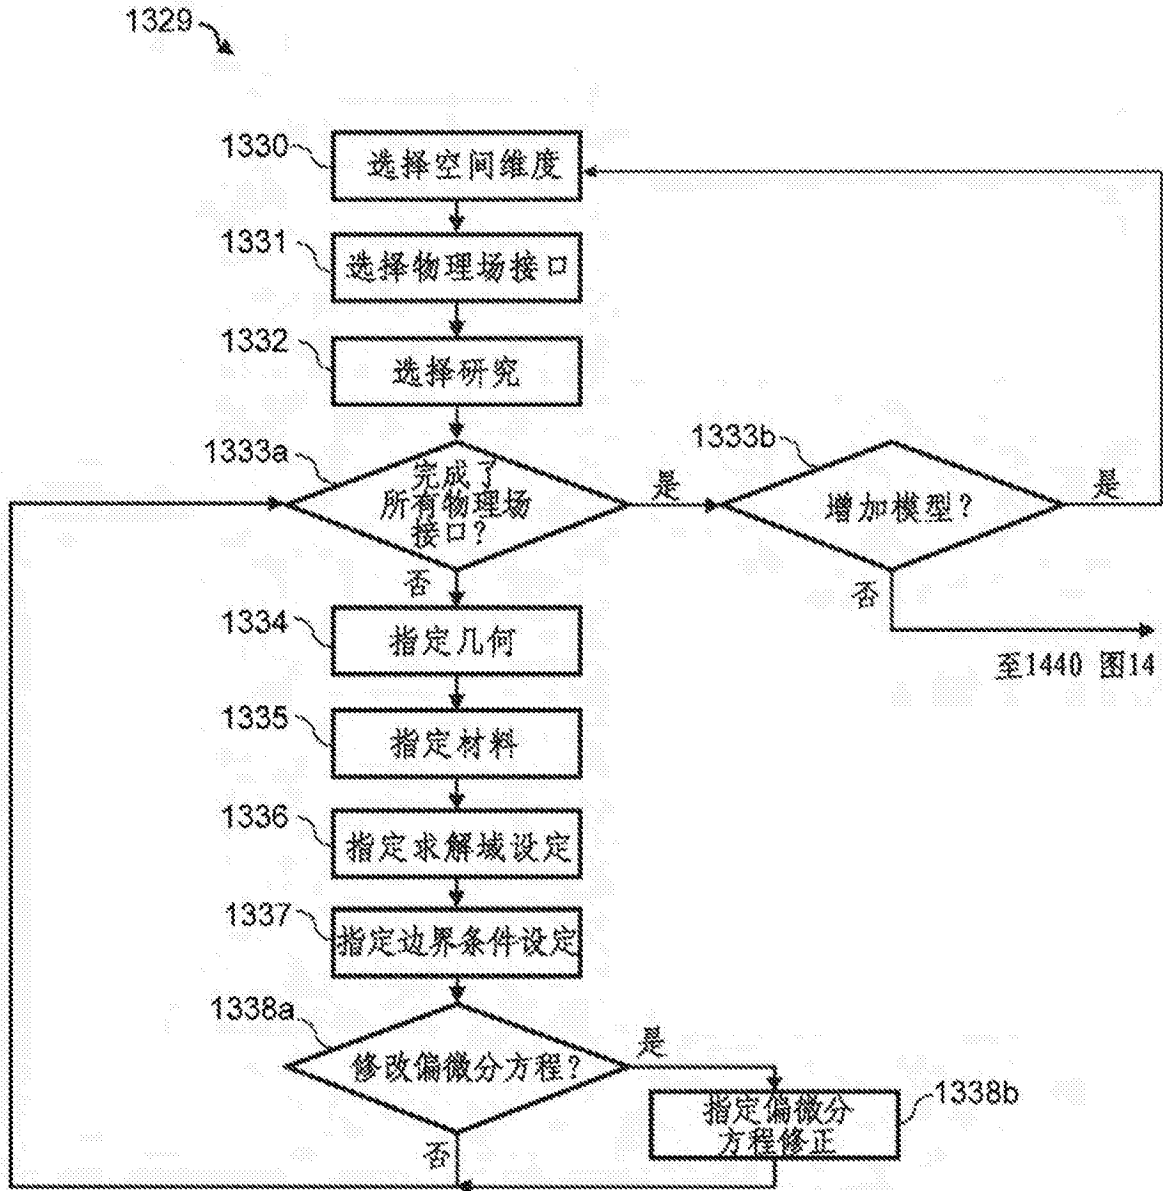 1329
1330
选择空间维度
1331
选择物理场接口
1332
选择研究
1333a
完成了
所有物理场
接口?
是
1333b
增加模型?
是
否
否
至1440 图14
1334
指定几何
1335
指定材料
1336
指定求解域设定
1337
指定边界条件设定
1338a
修改偏微分方程?
是
1338b
指定偏微分
方程修正
否